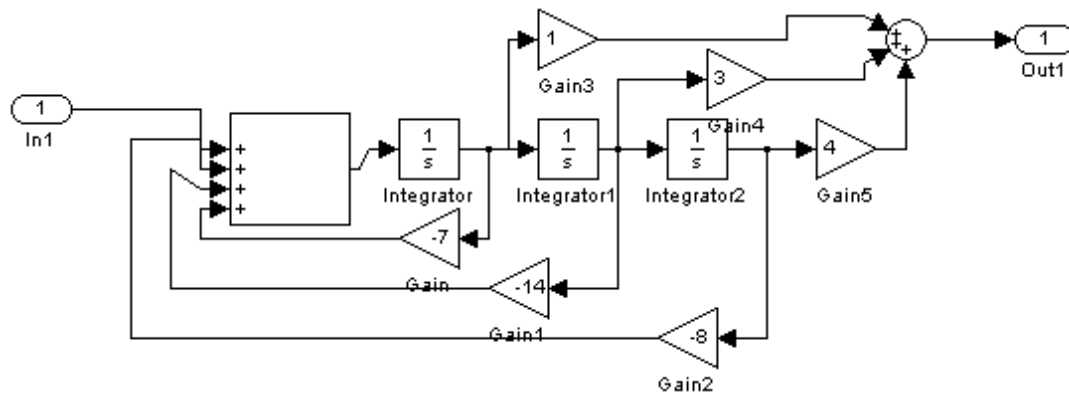 1
Gain3
3
Gain4
1
Out1
1
In1
+
+
+
+
+
+
+
1
s
Integrator
1
s
Integrator1
1
s
Integrator2
4
Gain5
-7
Gain
-14
Gain1
-8
Gain2